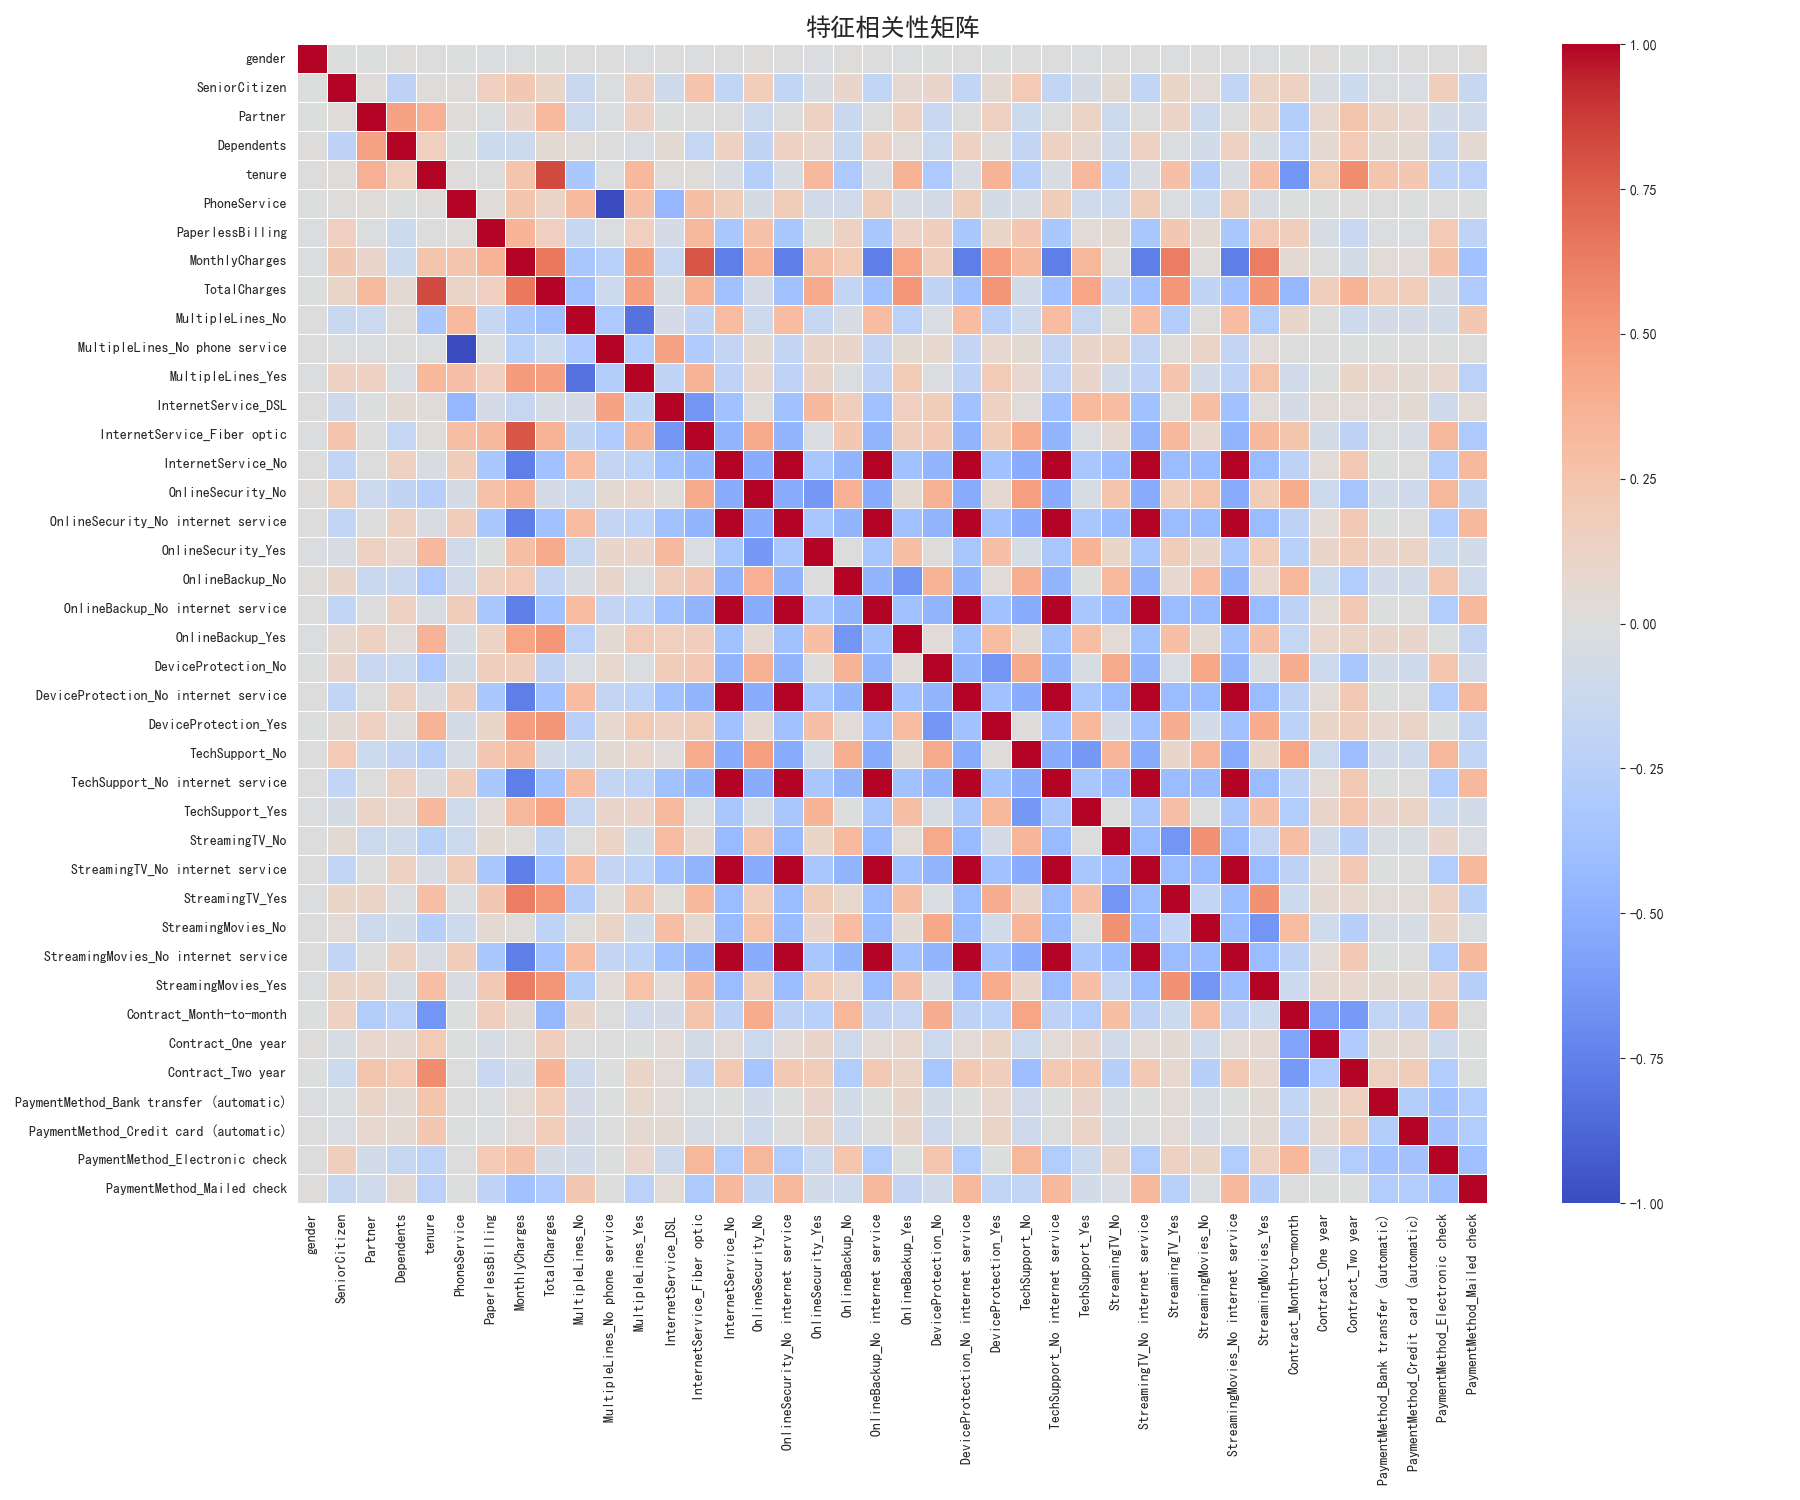 特征相关性矩阵
gender
SeniorCitizen
Partner
Dependents
tenure
PhoneService
PaperlessBilling
MonthlyCharges
TotalCharges
MultipleLines_No
MultipleLines_No phone service
MultipleLines_Yes
InternetService_DSL
InternetService_Fiber optic
InternetService_No
OnlineSecurity_No
OnlineSecurity_No internet service
OnlineSecurity_Yes
OnlineBackup_No
OnlineBackup_No internet service
OnlineBackup_Yes
DeviceProtection_No
DeviceProtection_No internet service
DeviceProtection_Yes
TechSupport_No
TechSupport_No internet service
TechSupport_Yes
StreamingTV_No
StreamingTV_No internet service
StreamingTV_Yes
StreamingMovies_No
StreamingMovies_No internet service
StreamingMovies_Yes
Contract_Month-to-month
Contract_One year
Contract_Two year
PaymentMethod_Bank transfer (automatic)
PaymentMethod_Credit card (automatic)
PaymentMethod_Electronic check
PaymentMethod_Mailed check
gender
SeniorCitizen
Partner
Dependents
tenure
PhoneService
PaperlessBilling
MonthlyCharges
TotalCharges
MultipleLines_No
MultipleLines_No phone service
MultipleLines_Yes
InternetService_DSL
InternetService_Fiber optic
InternetService_No
OnlineSecurity_No
OnlineSecurity_No internet service
OnlineSecurity_Yes
OnlineBackup_No
OnlineBackup_No internet service
OnlineBackup_Yes
DeviceProtection_No
DeviceProtection_No internet service
DeviceProtection_Yes
TechSupport_No
TechSupport_No internet service
TechSupport_Yes
StreamingTV_No
StreamingTV_No internet service
StreamingTV_Yes
StreamingMovies_No
StreamingMovies_No internet service
StreamingMovies_Yes
Contract_Month-to-month
Contract_One year
Contract_Two year
PaymentMethod_Bank transfer (automatic)
PaymentMethod_Credit card (automatic)
PaymentMethod_Electronic check
PaymentMethod_Mailed check
1.00
0.75
0.50
0.25
0.00
−0.25
−0.50
−0.75
−1.00